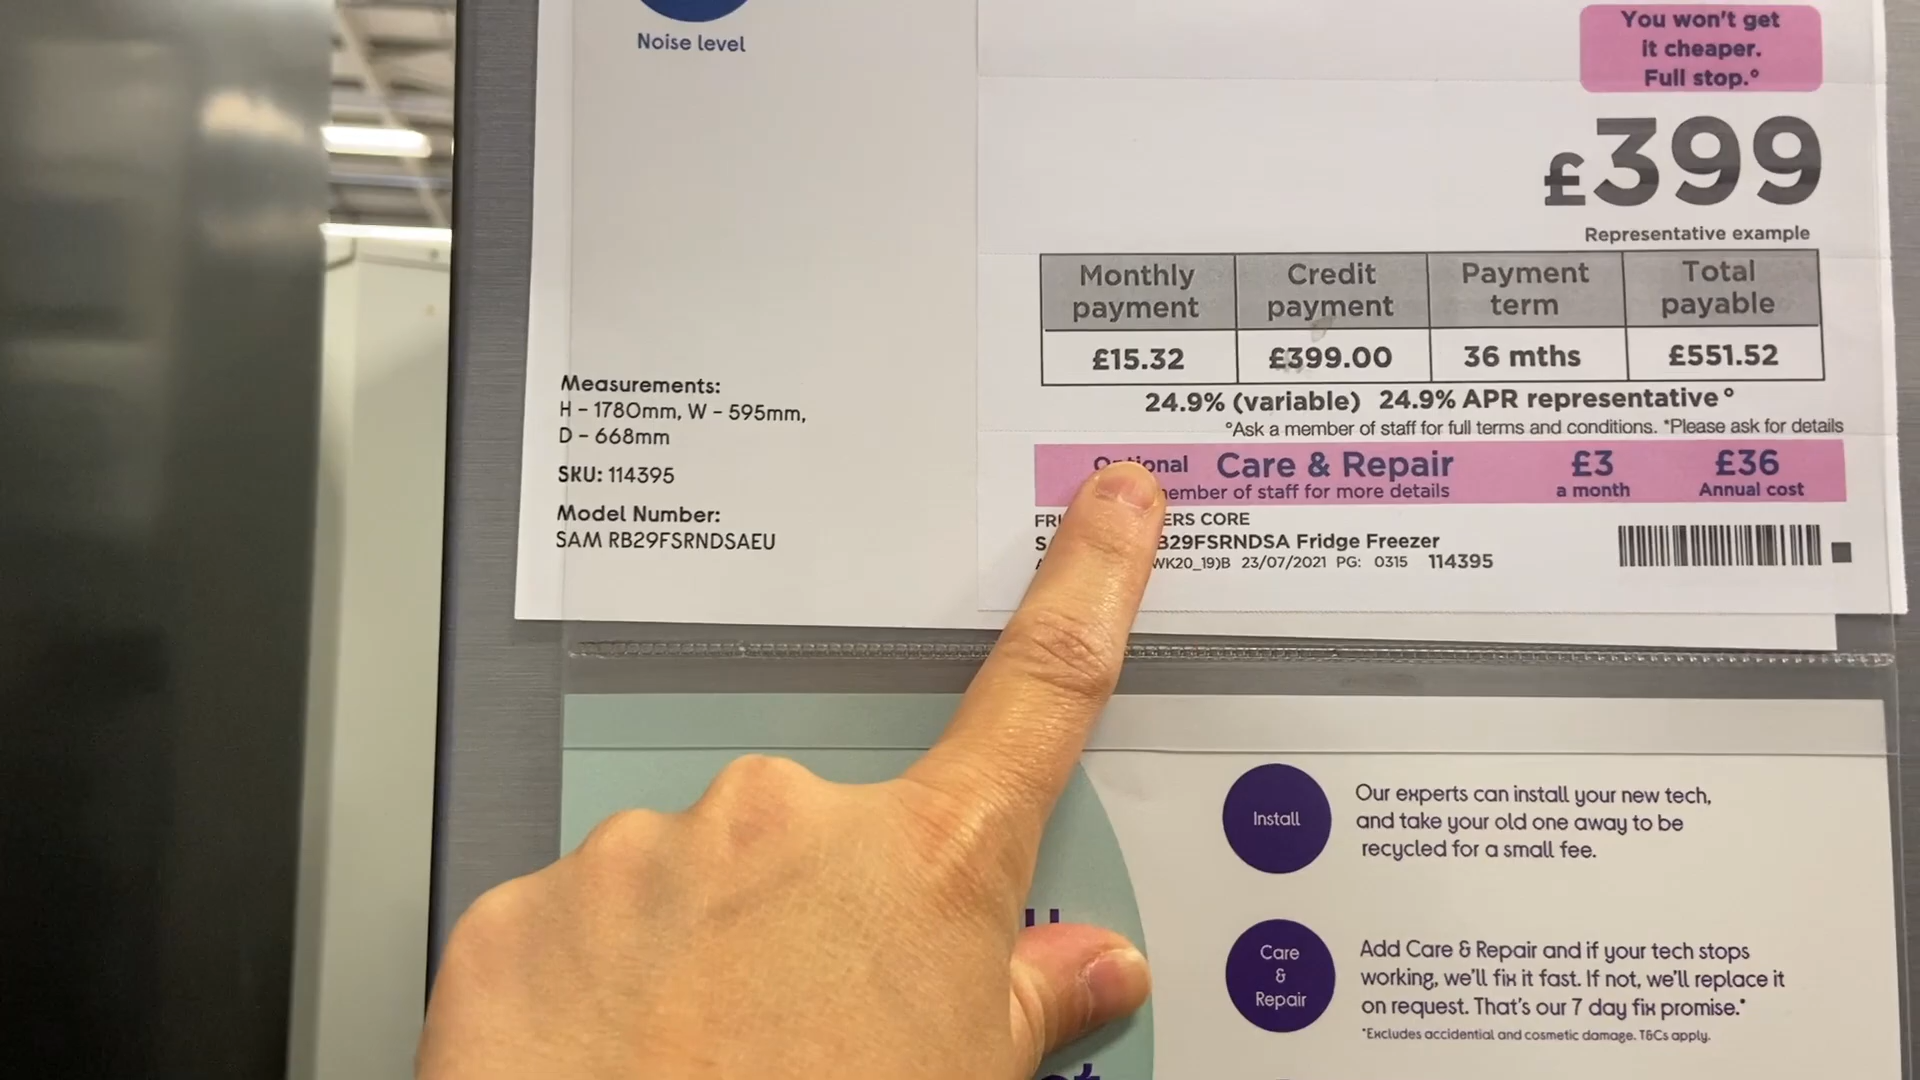 Noise level
You won't get
it cheaper.
Full stop.°
£399
Representative example
Monthly payment Credit payment Payment term Total payable
£15.32 £399.00 36 mths £551.52
24.9% (variable) 24.9% APR representative°
°Ask a member of staff for full terms and conditions. *Please ask for details
Optional Care & Repair £3 £36
member of staff for more details a month Annual cost
ERS CORE
B29FSRNDSA Fridge Freezer
WK20_19)B 23/07/2021 PG: 0315 114395
Measurements:
H - 1780mm, W - 595mm,
D - 668mm
SKU: 114395
Model Number:
SAM RB29FSRNDSAEU
Install
Our experts can install your new tech,
and take your old one away to be
recycled for a small fee.
Care
&
Repair
Add Care & Repair and if your tech stops
working, we'll fix it fast. If not, we'll replace it
on request. That's our 7 day fix promise.*
*Excludes accidential and cosmetic damage. T&Cs apply.